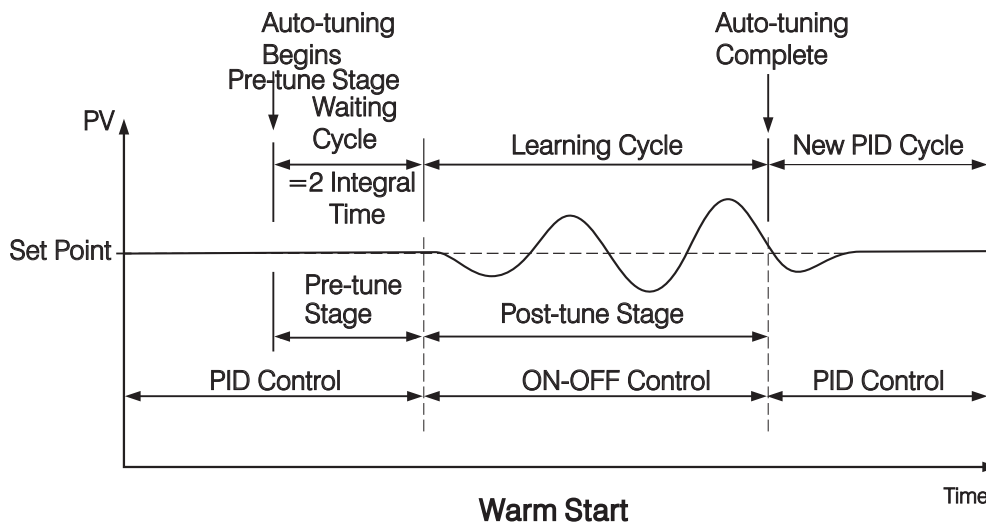 Auto-tuning
Begins
Pre-tune Stage
Waiting
Cycle
=2 Integral
Time
Auto-tuning
Complete
PV
Learning Cycle
New PID Cycle
Set Point
Pre-tune
Stage
Post-tune Stage
PID Control
ON-OFF Control
PID Control
Time
Warm Start